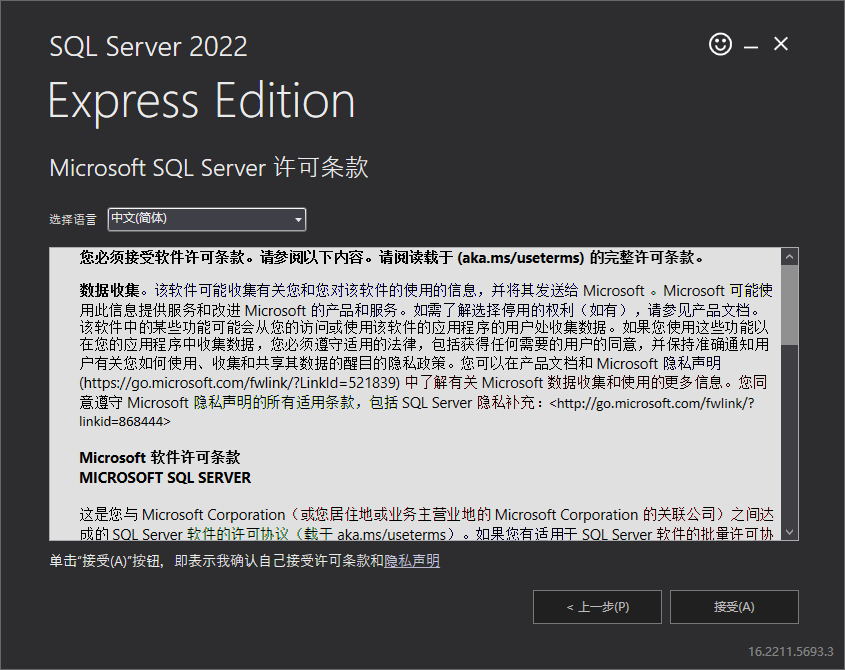 SQL Server 2022
Express Edition
Microsoft SQL Server 许可条款
选择语言 中文(简体)
您必须接受软件许可条款。请参阅以下内容。请阅读载于 (aka.ms/useterms) 的完整许可条款。
数据收集。该软件可能收集有关您和您对该软件的使用的信息，并将其发送给 Microsoft 。Microsoft 可能使
用此信息提供服务和改进 Microsoft 的产品和服务。如需了解选择停用的权利（如有），请参见产品文档。
该软件中的某些功能可能会从您的访问或使用该软件的应用程序的用户处收集数据。如果您使用这些功能以
在您的应用程序中收集数据，您必须遵守适用的法律，包括获得任何需要的用户的同意，并保持准确通知用
户有关您如何使用、收集和共享其数据的醒目的隐私政策。您可以在产品文档和 Microsoft 隐私声明
(https://go.microsoft.com/fwlink/?LinkId=521839) 中了解有关 Microsoft 数据收集和使用的更多信息。您同
意遵守 Microsoft 隐私声明的所有适用条款，包括 SQL Server 隐私补充：<http://go.microsoft.com/fwlink/?
linkid=868444>
Microsoft 软件许可条款
MICROSOFT SQL SERVER
这是您与 Microsoft Corporation（或您居住地或业务主营业地的 Microsoft Corporation 的关联公司）之间达
成的 SQL Server 软件的许可协议（载于 aka.ms/useterms）。如果您有适用于 SQL Server 软件的批量许可协
单击“接受(A)”按钮，即表示我确认自己接受许可条款和隐私声明
< 上一步(P) 接受(A)
16.2211.5693.3